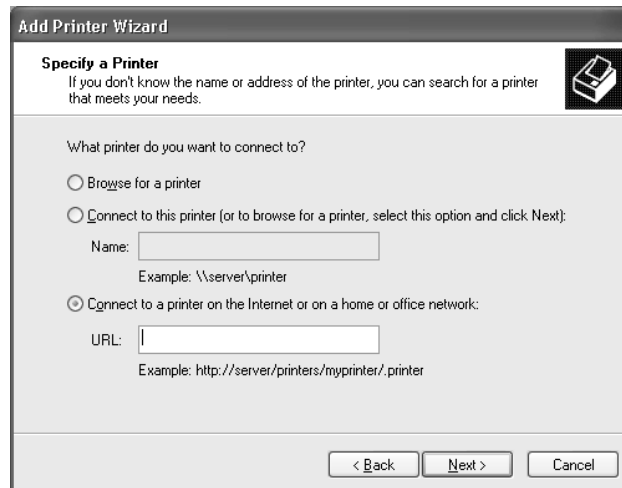 Add Printer Wizard
Specify a Printer
If you don't know the name or address of the printer, you can search for a printer
that meets your needs.
What printer do you want to connect to?
Browse for a printer
Connect to this printer (or to browse for a printer, select this option and click Next):
Name:
Example: \\server\printer
Connect to a printer on the Internet or on a home or office network:
URL:
Example: http://server/printers/myprinter/.printer
< Back Next > Cancel